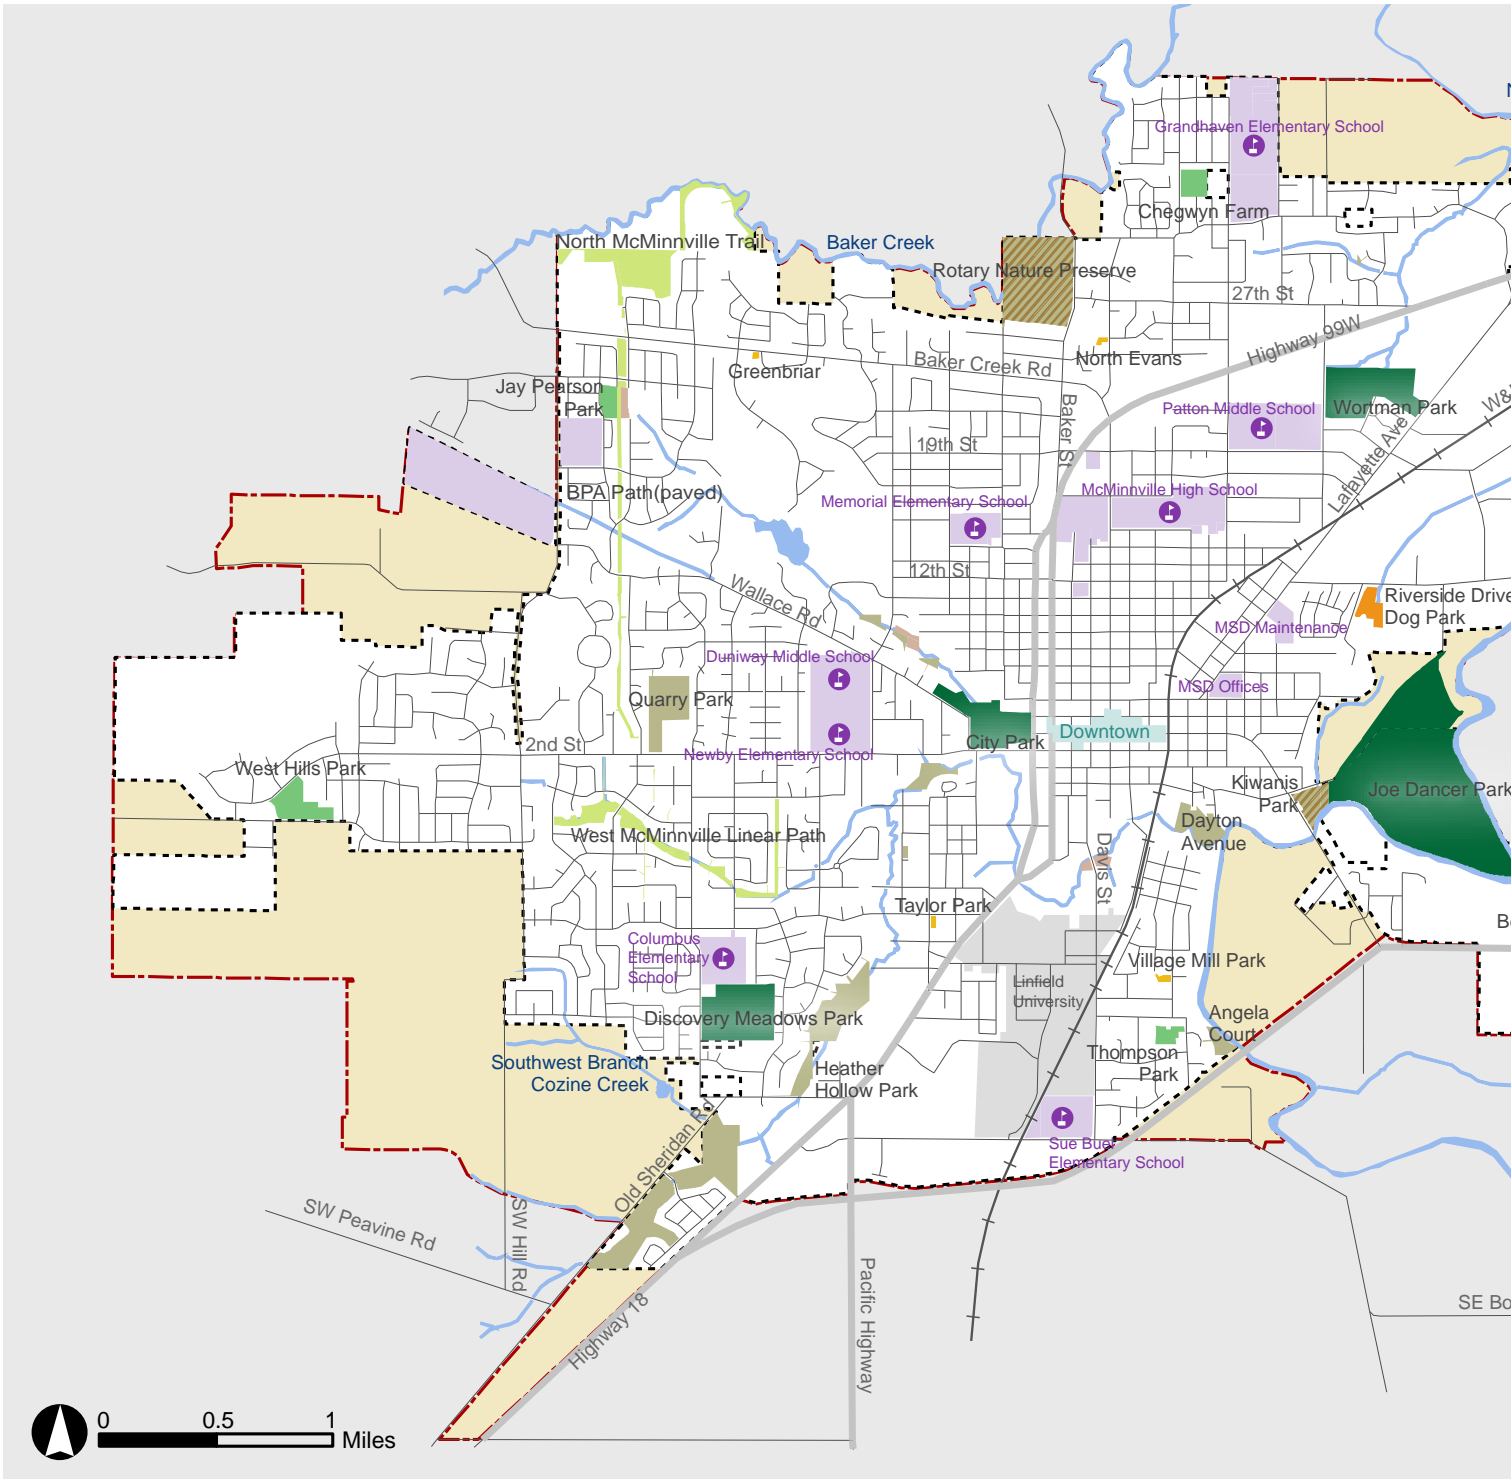 N
Grandhaven Elementary School
Chegwyn Farm
North McMinnville Trail
Baker Creek
Rotary Nature Preserve
27th St
Highway 99W
North Evans
Baker Creek Rd
Greenbriar
Jay Pearson
Park
Baker St
Patton Middle School
Wortman Park
W&
19th St
Lafayette Ave
BPA Path(paved)
Memorial Elementary School
McMinnville High School
12th St
Wallace Rd
Riverside Drive
Dog Park
MSD Maintenance
Duniway Middle School
MSD Offices
Quarry Park
2nd St
City Park
Downtown
Newby Elementary School
West Hills Park
Kiwanis
Park
Joe Dancer Park
Dayton
Avenue
West McMinnville Linear Path
Davis St
Taylor Park
B
Columbus
Elementary
School
Village Mill Park
Linfield
University
Discovery Meadows Park
Angela
Court
Thompson
Park
Southwest Branch
Cozine Creek
Heather
Hollow Park
Sue Buel
Elementary School
Old Sheridan Rd
SW Peavine Rd
SW Hill Rd
Pacific Highway
SE Bo
Highway 18
0 0.5 1
Miles